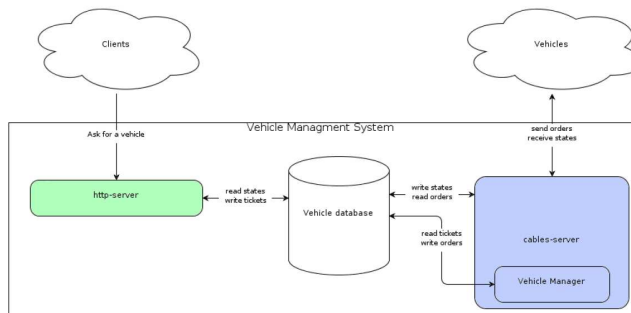 Clients
Vehicles
Ask for a vehicle
send orders
receive states
Vehicle Managment System
http-server
read states
write tickets
Vehicle database
write states
read orders
read tickets
write orders
cables-server
Vehicle Manager